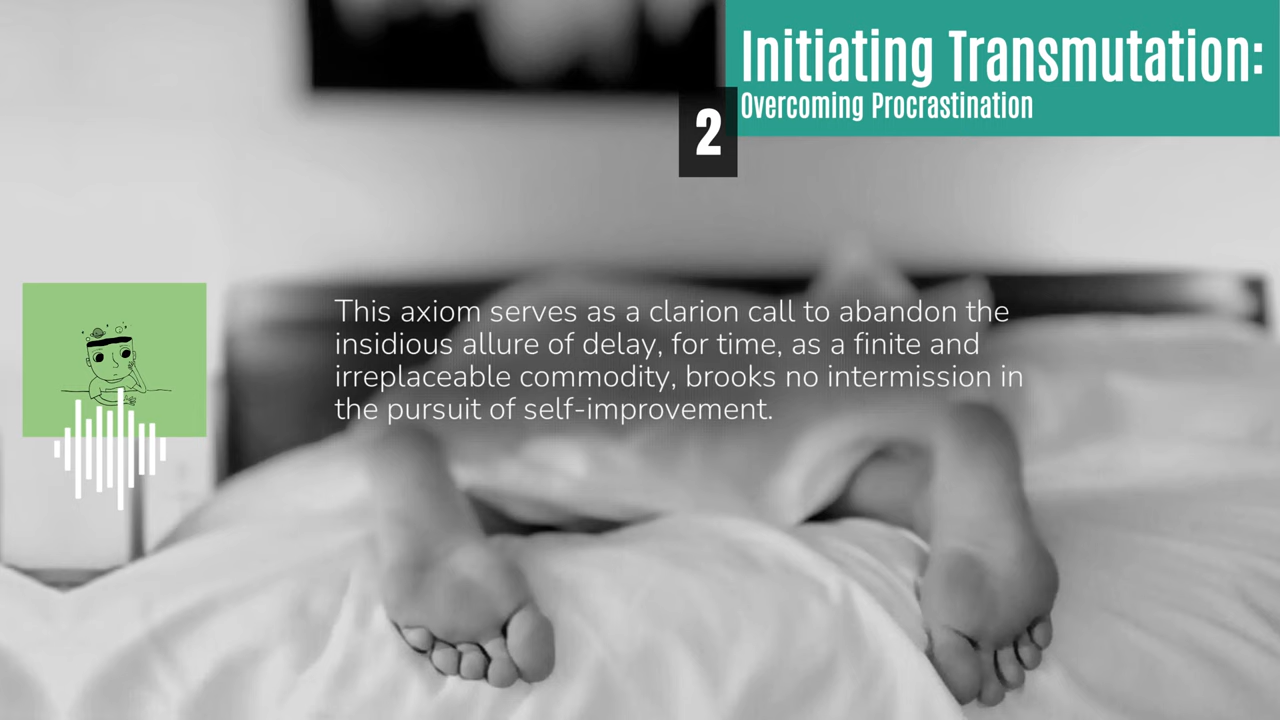 Initiating Transmutation:
Overcoming Procrastination
2
This axiom serves as a clarion call to abandon the
insidious allure of delay, for time, as a finite and
irreplaceable commodity, brooks no intermission in
the pursuit of self-improvement.